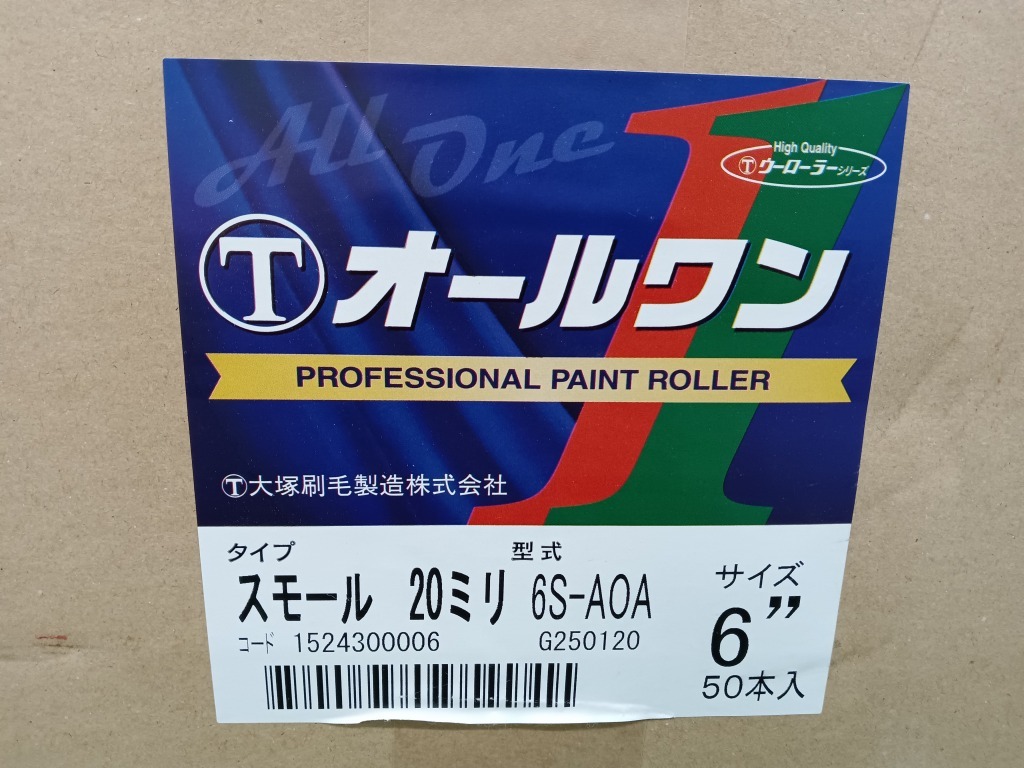 All One
High Quality
Ⓣウーローラーシリーズ
Ⓣオールワン
PROFESSIONAL PAINT ROLLER
Ⓣ大塚刷毛製造株式会社
タイプ 型式
スモール 20ミリ 6S-AOA
サイズ
6”
コード 1524300006 G250120
50本入